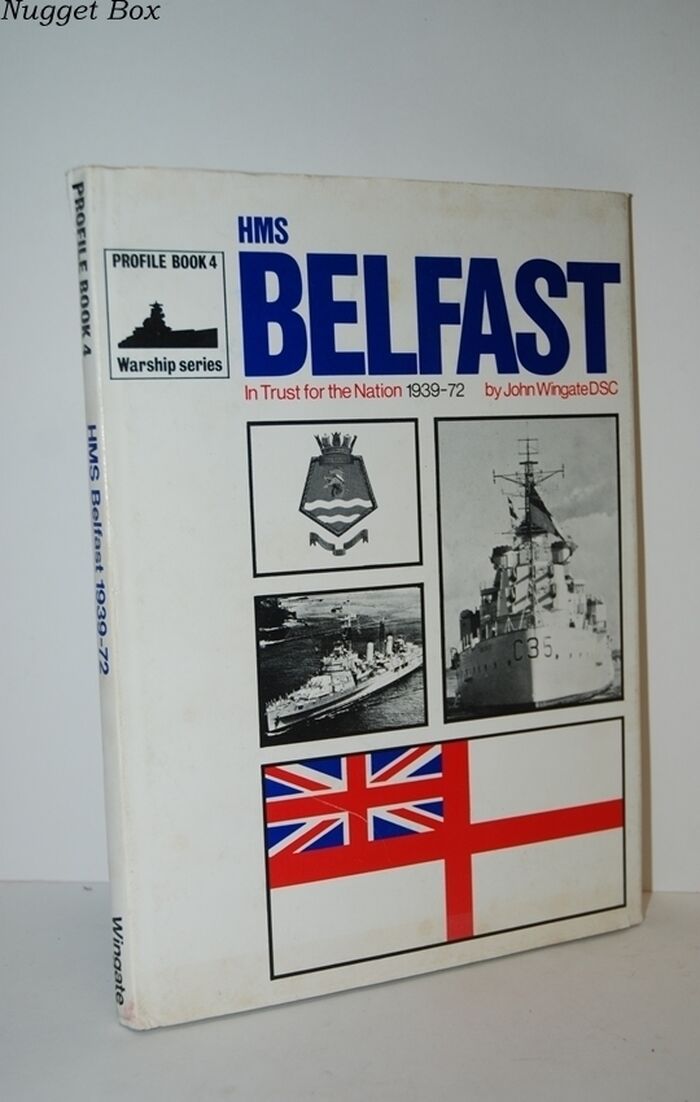 Nugget Box
PROFILE BOOK 4
HMS Belfast 1939-72
Wingate
PROFILE BOOK 4
Warship series
HMS
BELFAST
In Trust for the Nation 1939-72 by John Wingate DSC
C35